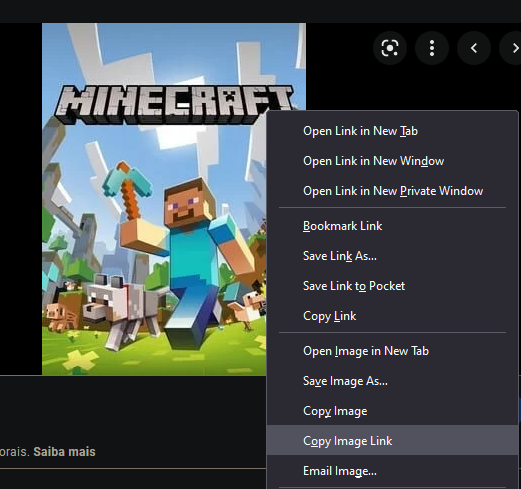 MINECRAFT
Open Link in New Tab
Open Link in New Window
Open Link in New Private Window
Bookmark Link
Save Link As...
Save Link to Pocket
Copy Link
Open Image in New Tab
Save Image As...
Copy Image
Copy Image Link
orais. Saiba mais
Email Image...